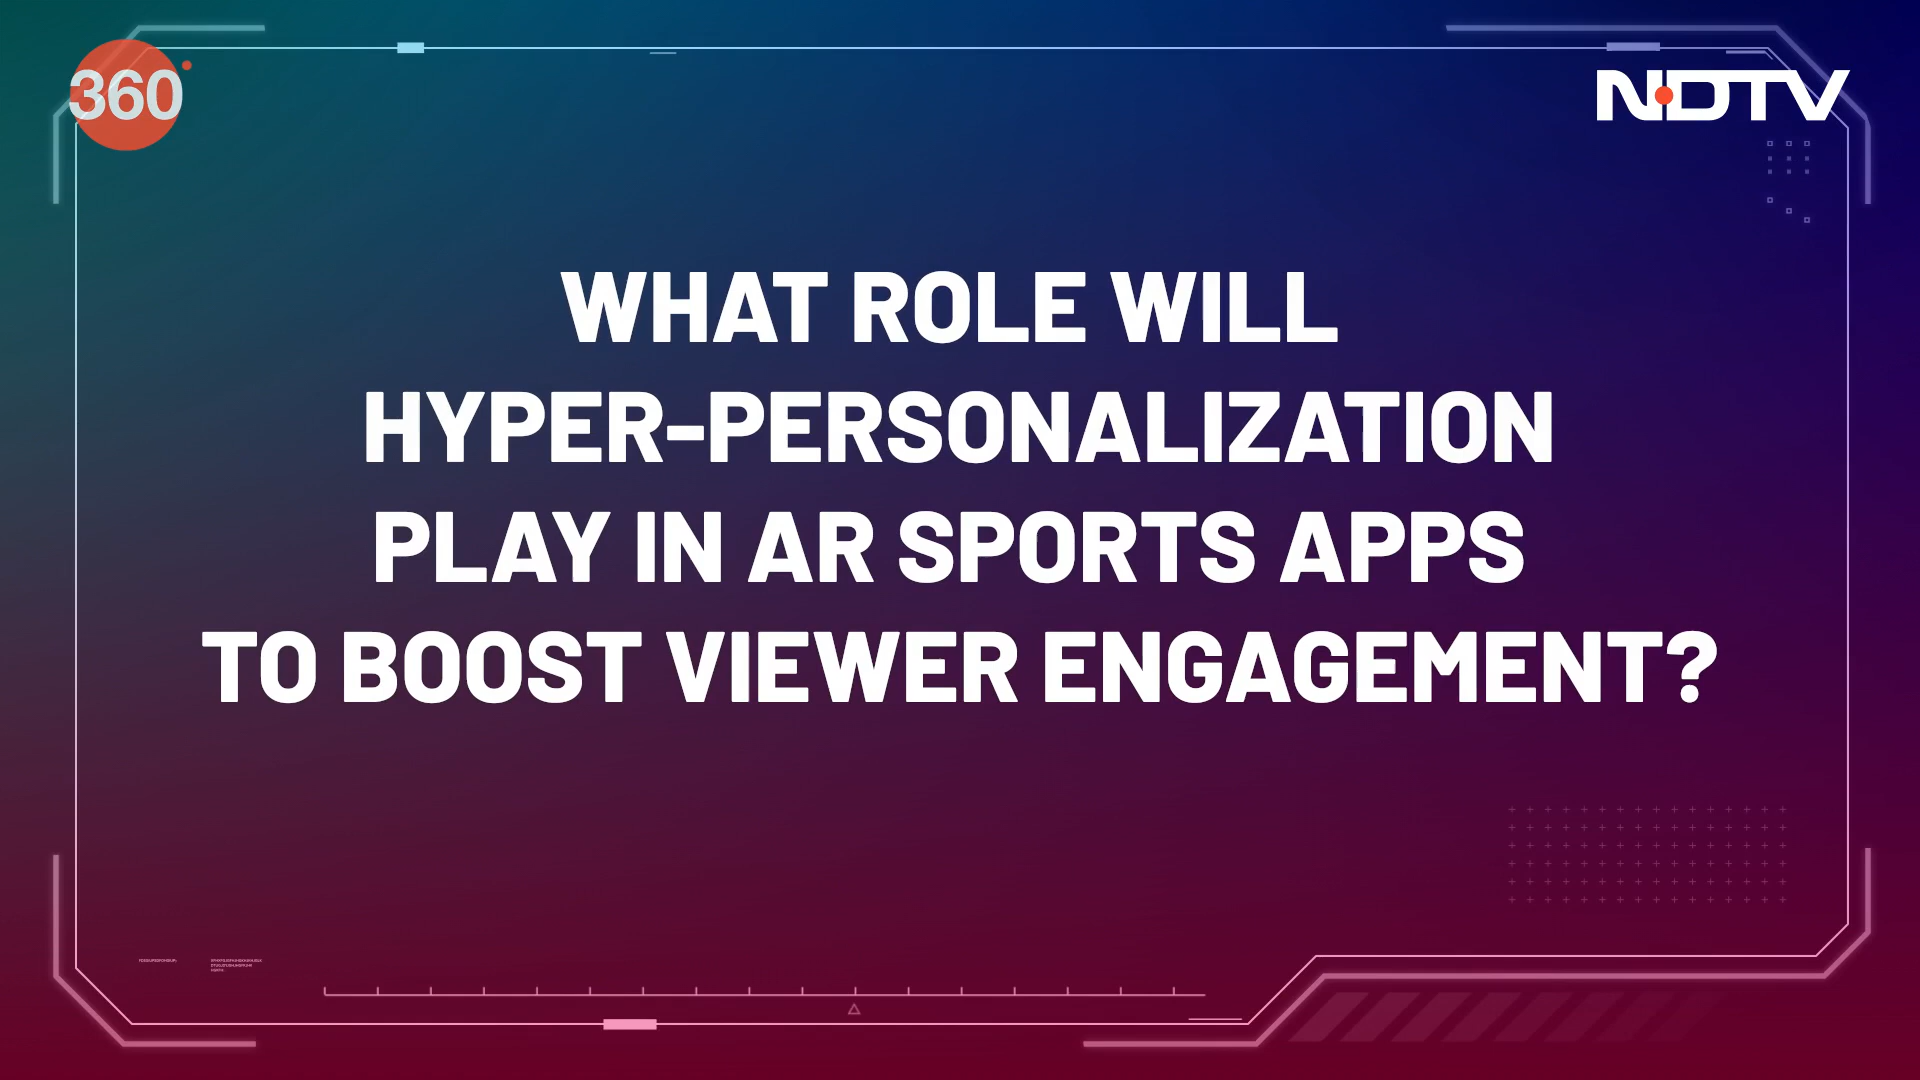 360°
NDTV
WHAT ROLE WILL
HYPER-PERSONALIZATION
PLAY IN AR SPORTS APPS
TO BOOST VIEWER ENGAGEMENT?